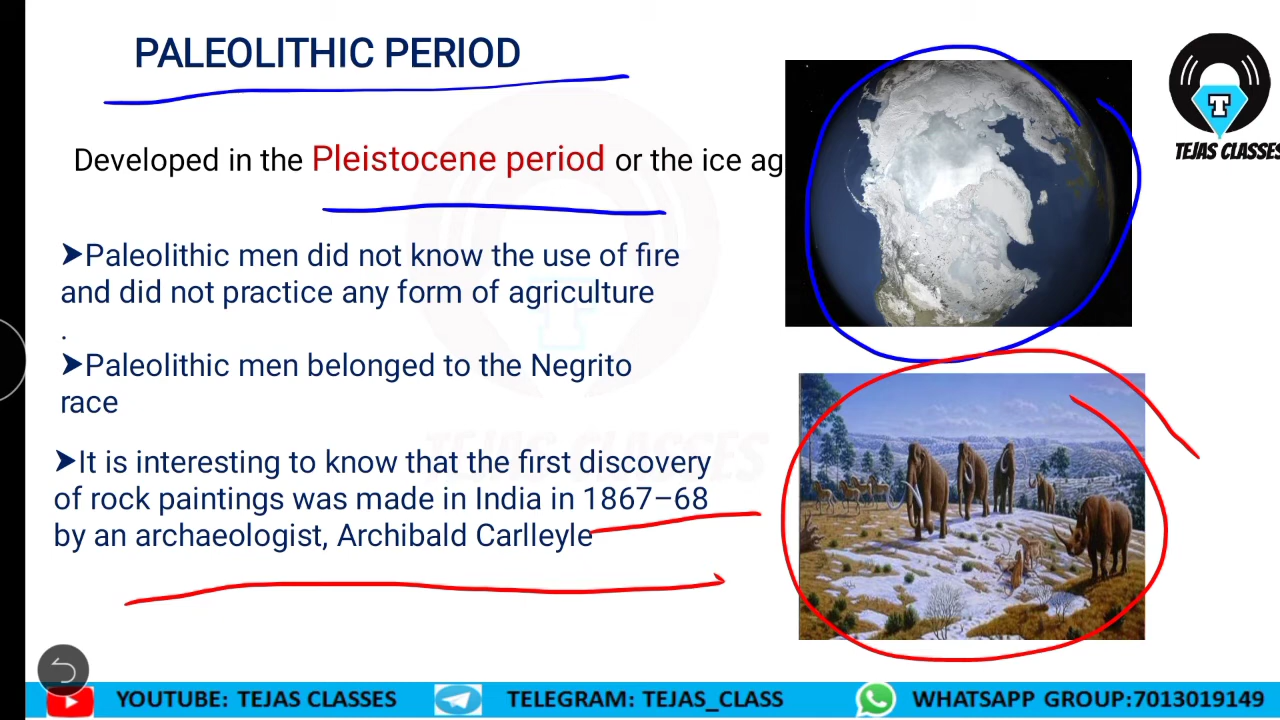 PALEOLITHIC PERIOD
T
TEJAS CLASSES
Developed in the Pleistocene period or the ice ag
➤Paleolithic men did not know the use of fire
and did not practice any form of agriculture
.
➤Paleolithic men belonged to the Negrito
race
TEJAS CLASSES
➤It is interesting to know that the first discovery
of rock paintings was made in India in 1867–68
by an archaeologist, Archibald Carlleyle
YOUTUBE: TEJAS CLASSES
TELEGRAM: TEJAS_CLASS
WHATSAPP GROUP:7013019149